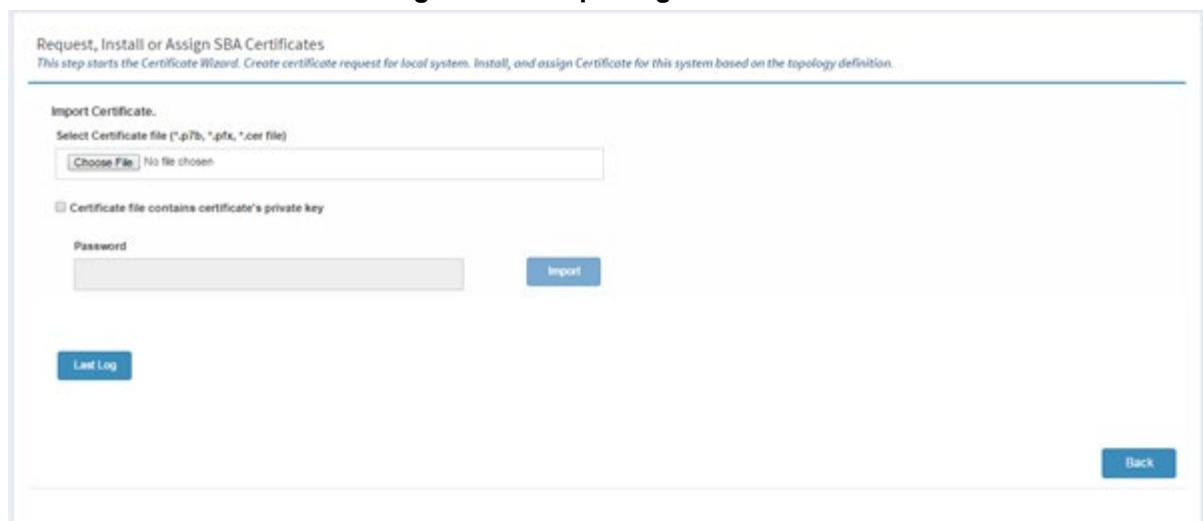 Request, Install or Assign SBA Certificates
This step starts the Certificate Wizard. Create certificate request for local system. Install, and assign Certificate for this system based on the topology definition.
Import Certificate.
Select Certificate file (*.p7b, *.pfx, *.cer file)
Choose File No file chosen
Certificate file contains certificate's private key
Password
Import
Last Log
Back